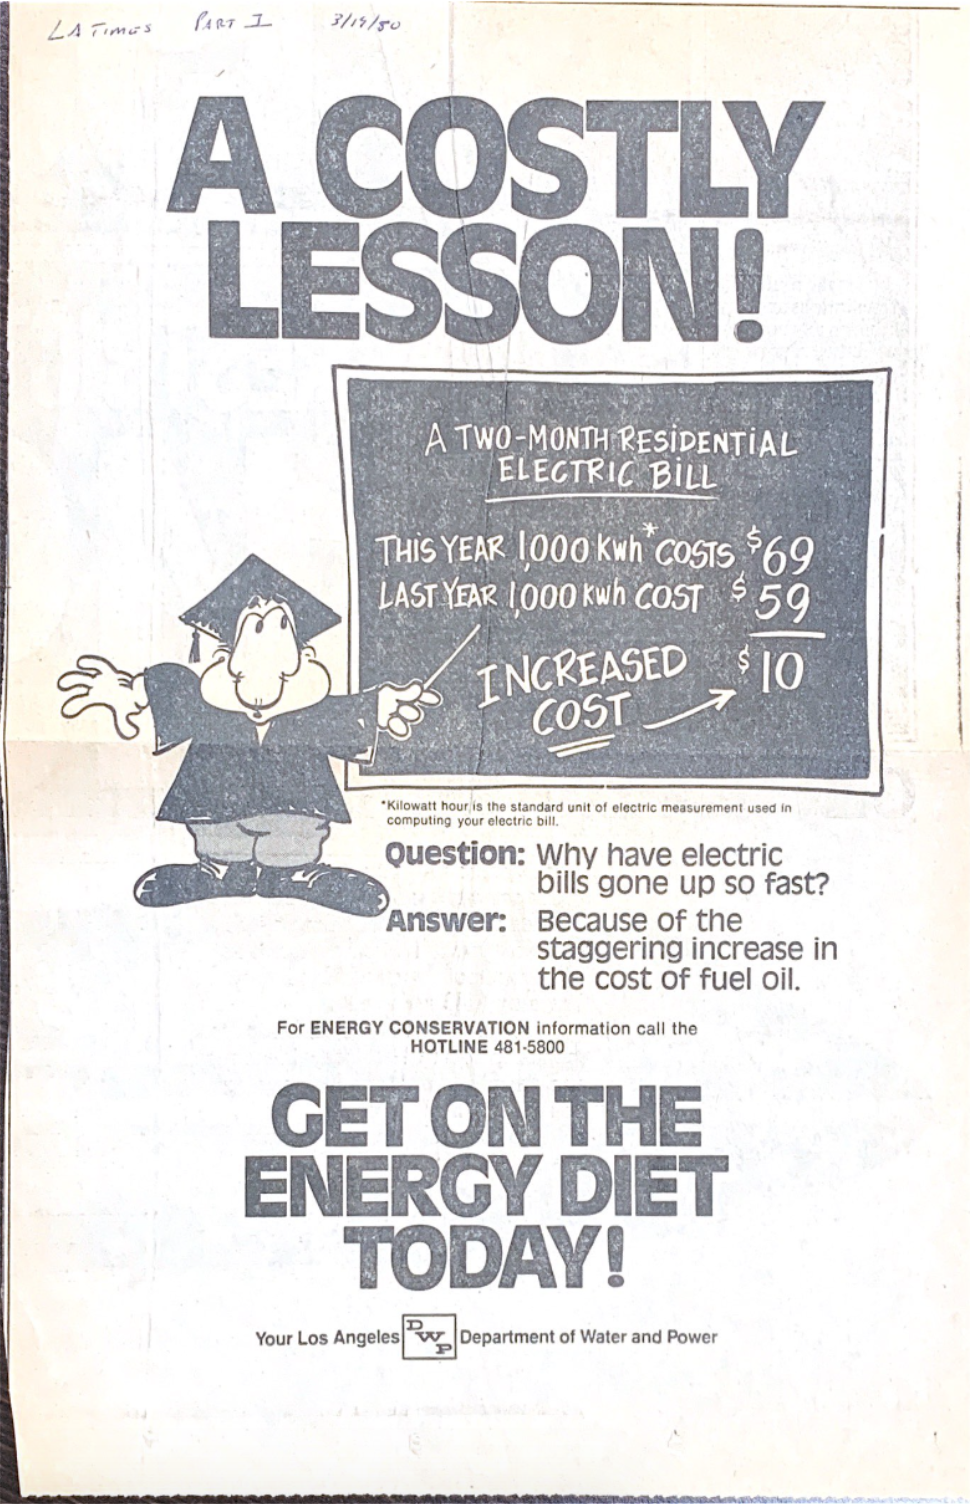 LA TIMES PART I 3/19/80
A COSTLY
LESSON!
A TWO-MONTH RESIDENTIAL
ELECTRIC BILL
THIS YEAR 1,000 Kwh* COSTS $69
LAST YEAR 1,000 Kwh COST $59
INCREASED $10
COST
*Kilowatt hour is the standard unit of electric measurement used in
computing your electric bill.
Question: Why have electric
bills gone up so fast?
Answer: Because of the
staggering increase in
the cost of fuel oil.
For ENERGY CONSERVATION information call the
HOTLINE 481-5800
GET ON THE
ENERGY DIET
TODAY!
Your Los Angeles DWP Department of Water and Power